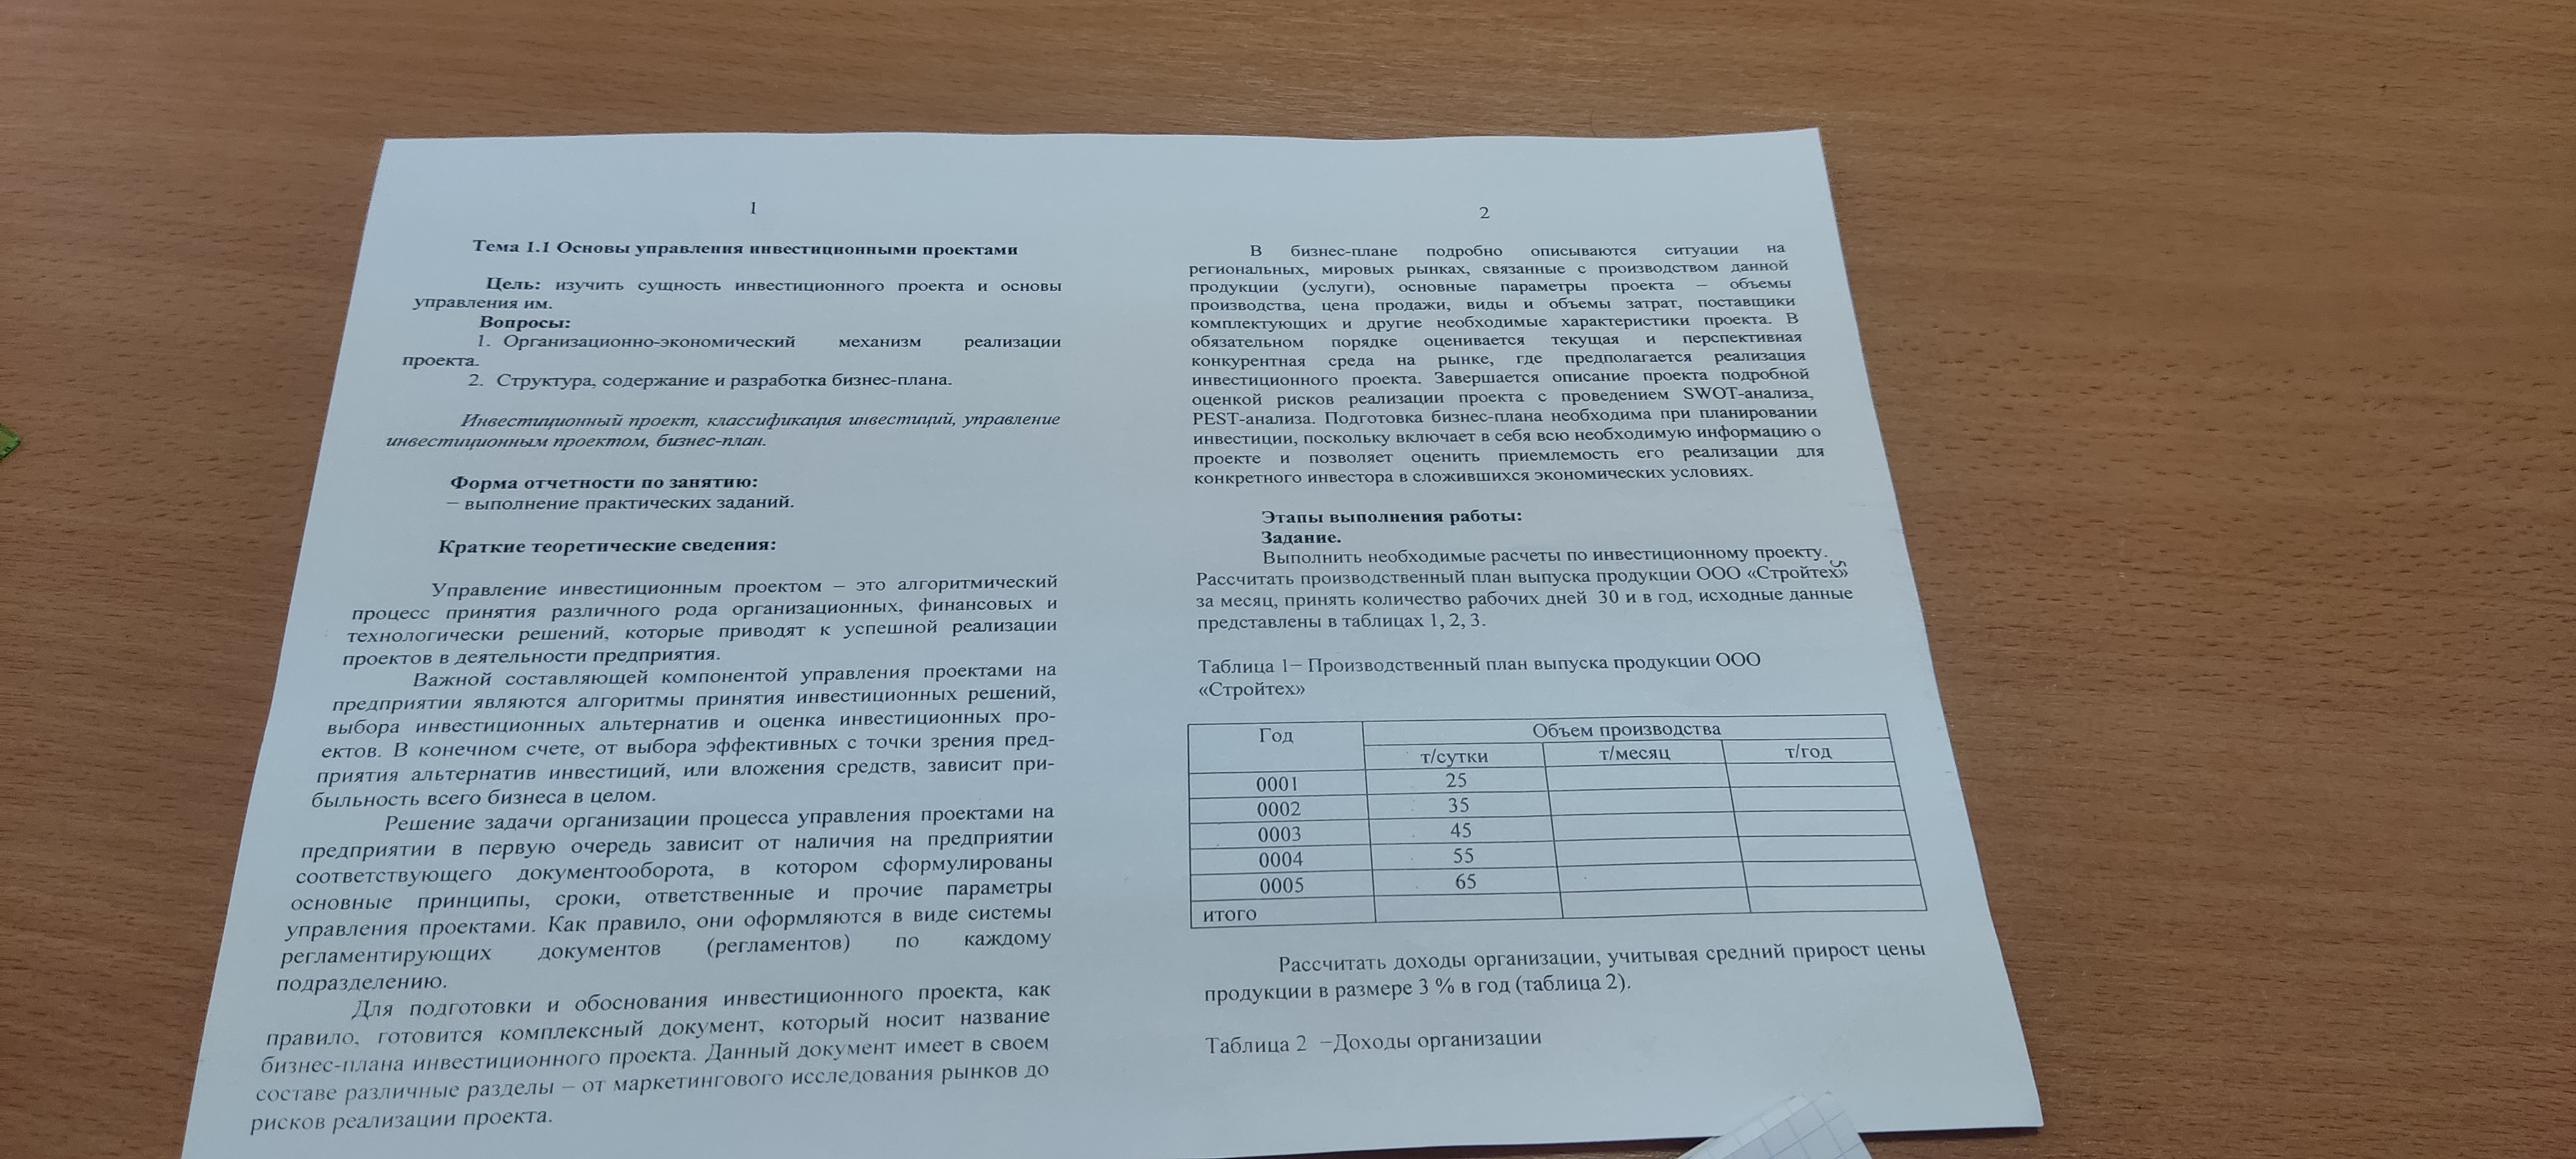 1
Тема 1.1 Основы управления инвестиционными проектами
Цель: изучить сущность инвестиционного проекта и основы
управления им.
Вопросы:
1. Организационно-экономический механизм реализации
проекта.
2. Структура, содержание и разработка бизнес-плана.
Инвестиционный проект, классификация инвестиций, управление
инвестиционным проектом, бизнес-план.
Форма отчетности по занятию:
– выполнение практических заданий.
Краткие теоретические сведения:
Управление инвестиционным проектом – это алгоритмический
процесс принятия различного рода организационных, финансовых и
технологически решений, которые приводят к успешной реализации
проектов в деятельности предприятия.
Важной составляющей компонентой управления проектами на
предприятии являются алгоритмы принятия инвестиционных решений,
выбора инвестиционных альтернатив и оценка инвестиционных про-
ектов. В конечном счете, от выбора эффективных с точки зрения пред-
приятия альтернатив инвестиций, или вложения средств, зависит при-
быльность всего бизнеса в целом.
Решение задачи организации процесса управления проектами на
предприятии в первую очередь зависит от наличия на предприятии
соответствующего документооборота, в котором сформулированы
основные принципы, сроки, ответственные и прочие параметры
управления проектами. Как правило, они оформляются в виде системы
регламентирующих документов (регламентов) по каждому
подразделению.
Для подготовки и обоснования инвестиционного проекта, как
правило, готовится комплексный документ, который носит название
бизнес-плана инвестиционного проекта. Данный документ имеет в своем
составе различные разделы – от маркетингового исследования рынков до
рисков реализации проекта.
2
В бизнес-плане подробно описываются ситуации на
региональных, мировых рынках, связанные с производством данной
продукции (услуги), основные параметры проекта – объемы
производства, цена продажи, виды и объемы затрат, поставщики
комплектующих и другие необходимые характеристики проекта. В
обязательном порядке оценивается текущая и перспективная
конкурентная среда на рынке, где предполагается реализация
инвестиционного проекта. Завершается описание проекта подробной
оценкой рисков реализации проекта с проведением SWOT-анализа,
PEST-анализа. Подготовка бизнес-плана необходима при планировании
инвестиции, поскольку включает в себя всю необходимую информацию о
проекте и позволяет оценить приемлемость его реализации для
конкретного инвестора в сложившихся экономических условиях.
Этапы выполнения работы:
Задание.
Выполнить необходимые расчеты по инвестиционному проекту.
Рассчитать производственный план выпуска продукции ООО «Стройтех»
за месяц, принять количество рабочих дней 30 и в год, исходные данные
представлены в таблицах 1, 2, 3.
Таблица 1– Производственный план выпуска продукции ООО
«Стройтех»
Год Объем производства
т/сутки т/месяц т/год
0001 25
0002 35
0003 45
0004 55
0005 65
итого
Рассчитать доходы организации, учитывая средний прирост цены
продукции в размере 3 % в год (таблица 2).
Таблица 2 –Доходы организации